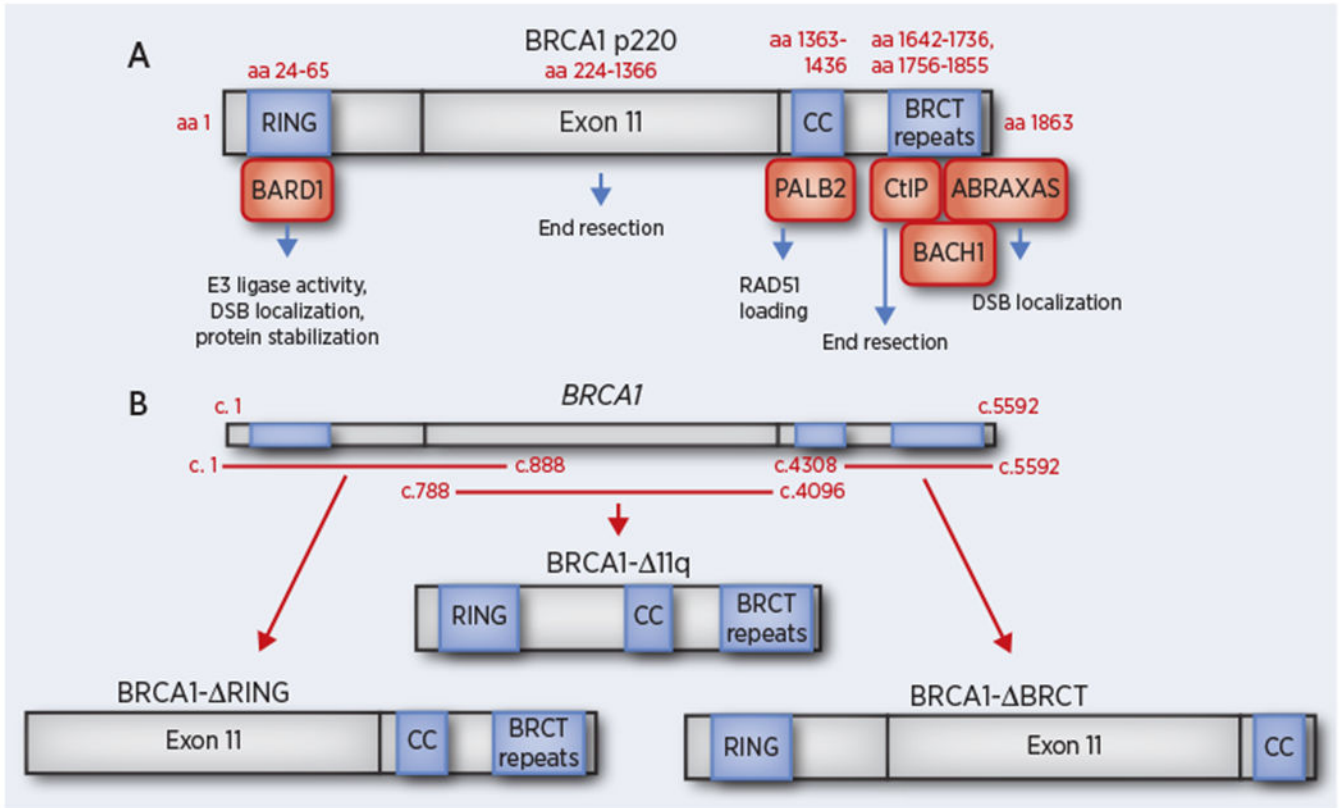 A
BRCA1 p220
aa 1363-
1436
aa 1642-1736,
aa 1756-1855
aa 24-65
aa 224-1366
aa 1
RING
Exon 11
CC
BRCT
repeats
aa 1863
BARD1
PALB2
CtIP
ABRAXAS
BACH1
End resection
E3 ligase activity,
DSB localization,
protein stabilization
RAD51
loading
DSB localization
End resection
B
BRCA1
c. 1
c.5592
c. 1
c.888
c.4308
c.5592
c.788
c.4096
BRCA1-Δ11q
RING
CC
BRCT
repeats
BRCA1-ΔRING
Exon 11
CC
BRCT
repeats
BRCA1-ΔBRCT
RING
Exon 11
CC